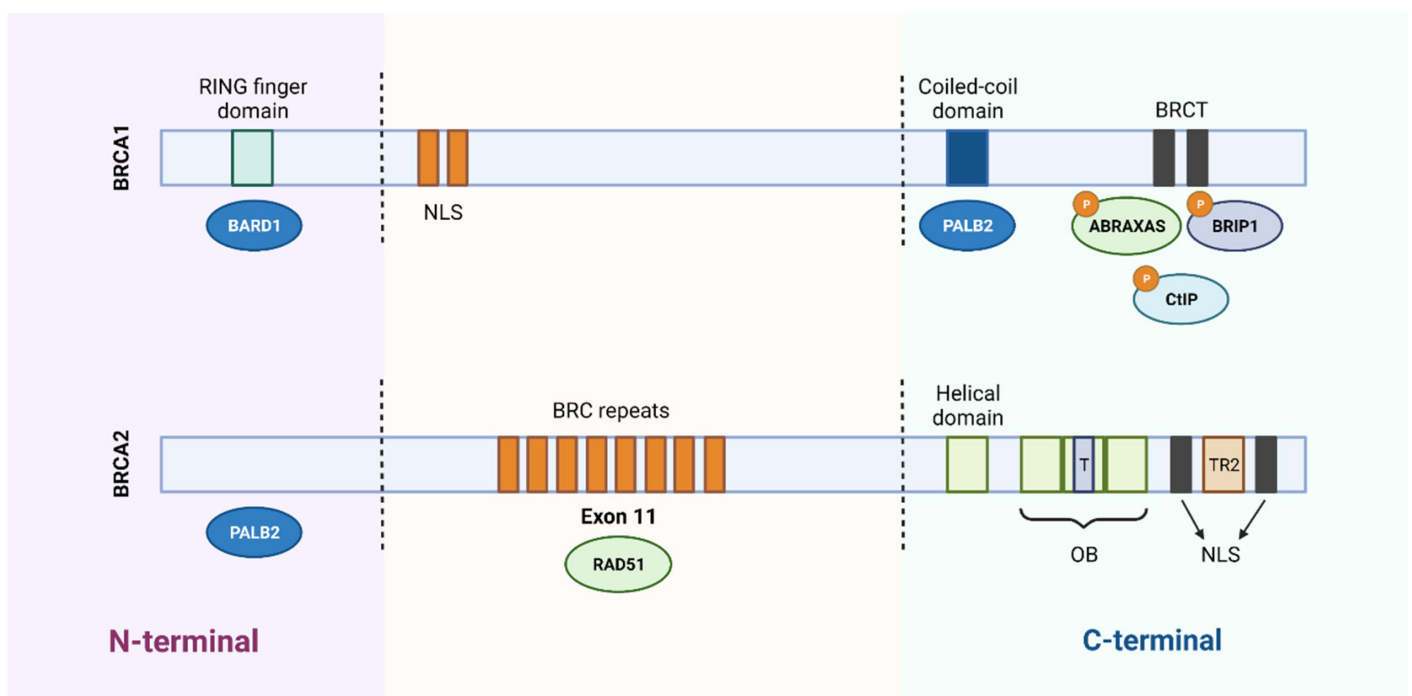 RING finger
domain
Coiled-coil
domain
BRCT
BRCA1
NLS
BARD1
PALB2
P
ABRAXAS
P
BRIP1
P
CtIP
BRC repeats
Helical
domain
BRCA2
T
TR2
Exon 11
PALB2
RAD51
OB
NLS
N-terminal
C-terminal